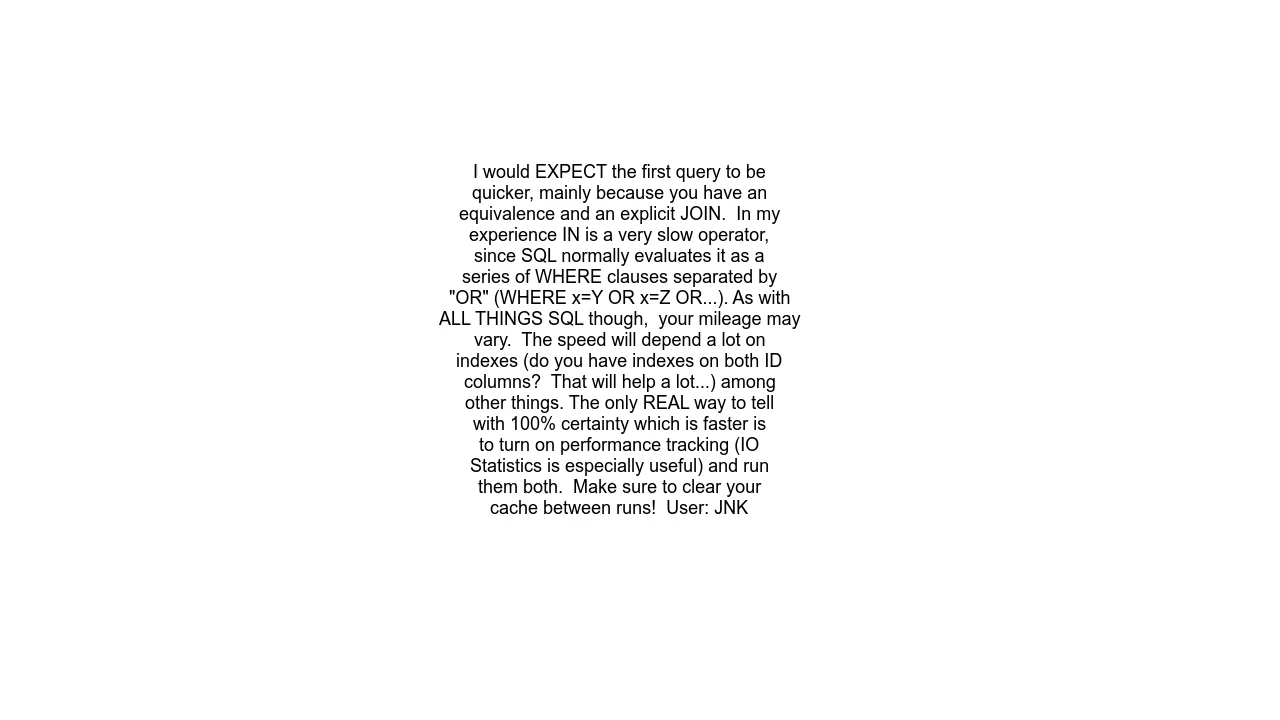 I would EXPECT the first query to be
quicker, mainly because you have an
equivalence and an explicit JOIN.  In my
experience IN is a very slow operator,
since SQL normally evaluates it as a
series of WHERE clauses separated by
"OR" (WHERE x=Y OR x=Z OR...). As with
ALL THINGS SQL though,  your mileage may
vary.  The speed will depend a lot on
indexes (do you have indexes on both ID
columns?  That will help a lot...) among
other things. The only REAL way to tell
with 100% certainty which is faster is
to turn on performance tracking (IO
Statistics is especially useful) and run
them both.  Make sure to clear your
cache between runs!  User: JNK